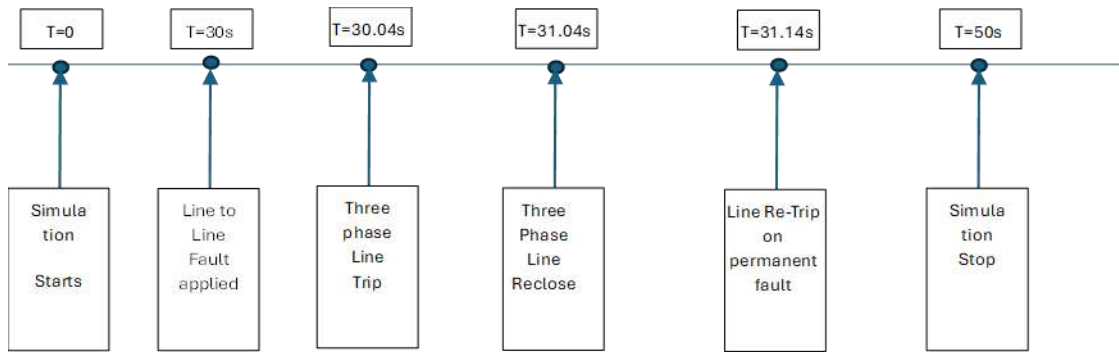 T=0
T=30s
T=30.04s
T=31.04s
T=31.14s
T=50s
Simula
tion
Starts
Line to
Line
Fault
applied
Three
phase
Line
Trip
Three
Phase
Line
Reclose
Line Re-Trip
on
permanent
fault
Simula
tion
Stop